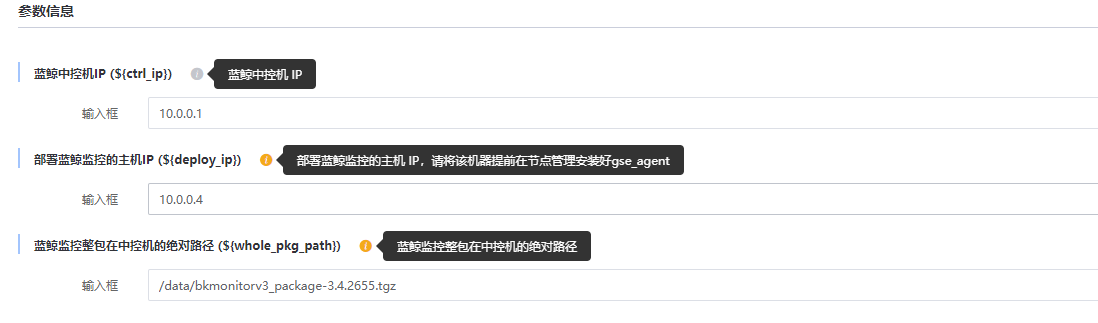 参数信息
蓝鲸中控机IP (${ctrl_ip}) 蓝鲸中控机 IP
输入框 10.0.0.1
部署蓝鲸监控的主机IP (${deploy_ip}) 部署蓝鲸监控的主机 IP，请将该机器提前在节点管理安装好gse_agent
输入框 10.0.0.4
蓝鲸监控整包在中控机的绝对路径 (${whole_pkg_path}) 蓝鲸监控整包在中控机的绝对路径
输入框 /data/bkmonitorv3_package-3.4.2655.tgz